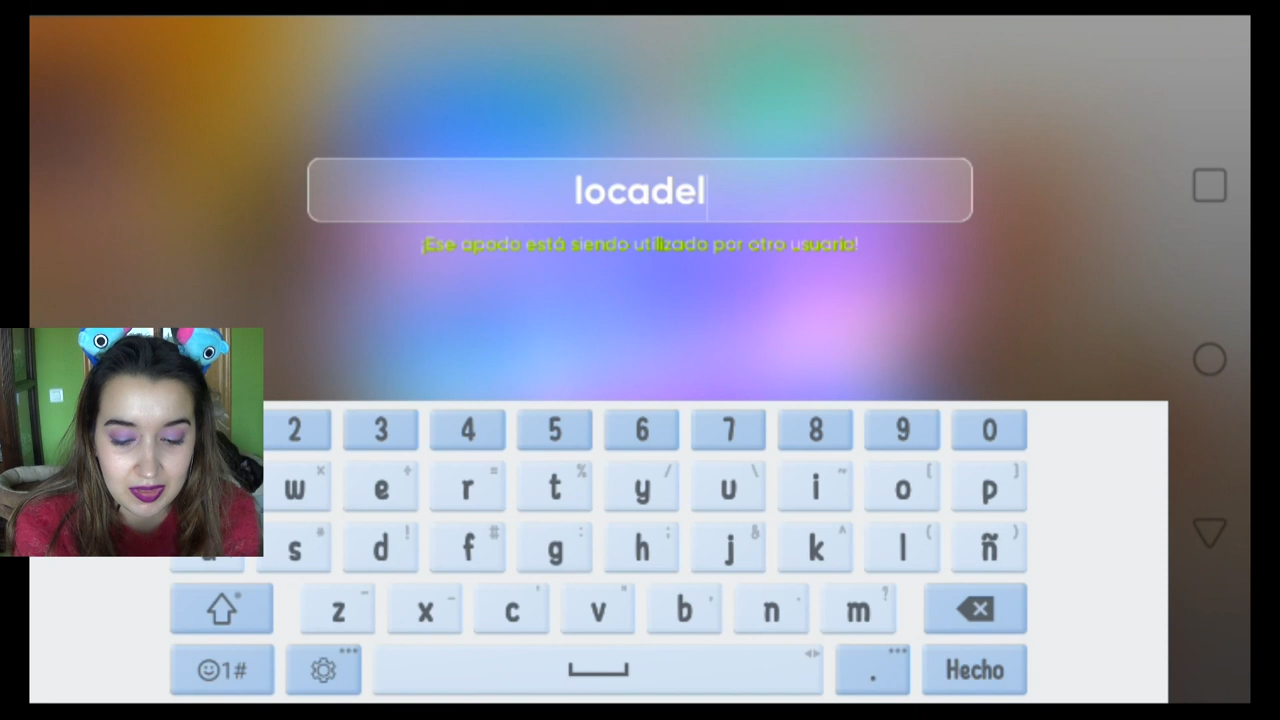 locadel
¡Ese apodo está siendo utilizado por otro usuario!
2 3 4 5 6 7 8 9 0
w e r t y u i o p
s d f g h j k l ñ
z x c v b n m
1#
. Hecho